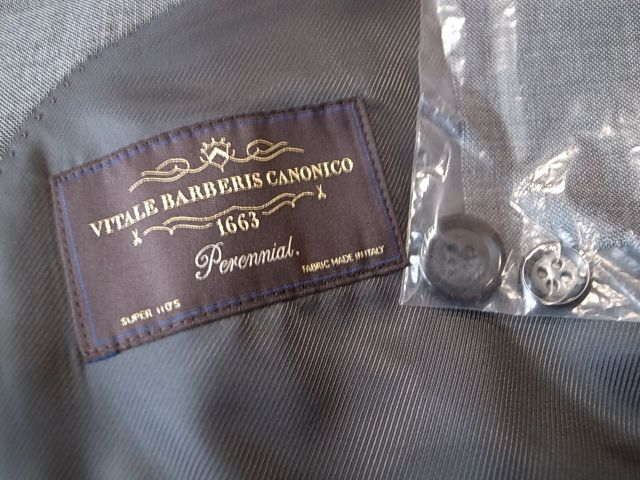 VITALE BARBERIS CANONICO
1663
Perennial.
FABRIC MADE IN ITALY
SUPER 110'S